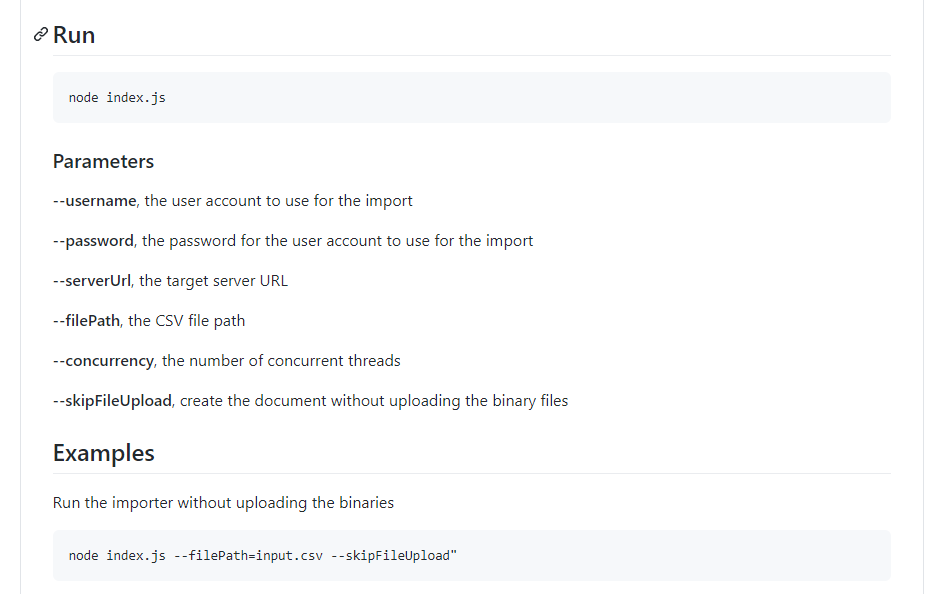 Run
node index.js
Parameters
--username, the user account to use for the import
--password, the password for the user account to use for the import
--serverUrl, the target server URL
--filePath, the CSV file path
--concurrency, the number of concurrent threads
--skipFileUpload, create the document without uploading the binary files
Examples
Run the importer without uploading the binaries
node index.js --filePath=input.csv --skipFileUpload"